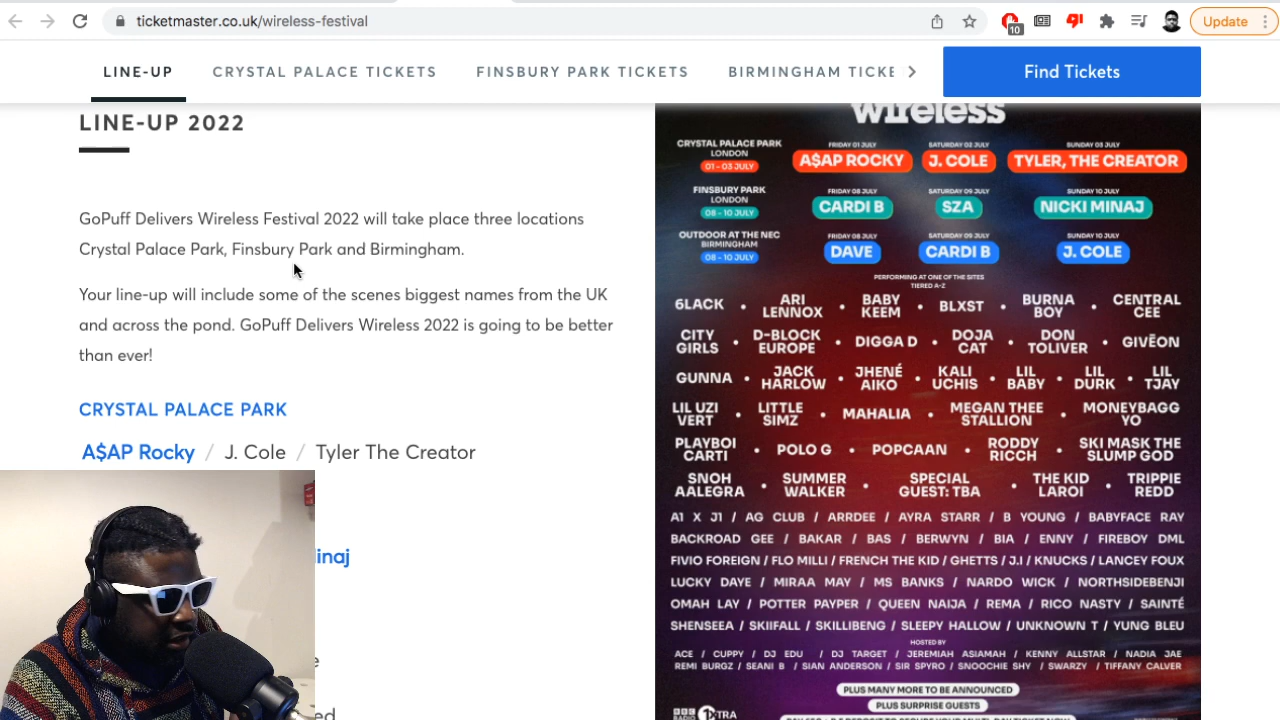 ticketmaster.co.uk/wireless-festival
10
Update
LINE-UP
CRYSTAL PALACE TICKETS
FINSBURY PARK TICKETS
BIRMINGHAM TICKE
Find Tickets
LINE-UP 2022
GoPuff Delivers Wireless Festival 2022 will take place three locations
Crystal Palace Park, Finsbury Park and Birmingham.
Your line-up will include some of the scenes biggest names from the UK
and across the pond. GoPuff Delivers Wireless 2022 is going to be better
than ever!
CRYSTAL PALACE PARK
A$AP Rocky / J. Cole / Tyler The Creator
inaj
e
ed
wireless
CRYSTAL PALACE PARK
LONDON
01 - 03 JULY
FRIDAY 01 JULY
A$AP ROCKY
SATURDAY 02 JULY
J. COLE
SUNDAY 03 JULY
TYLER, THE CREATOR
FINSBURY PARK
LONDON
08 - 10 JULY
FRIDAY 08 JULY
CARDI B
SATURDAY 09 JULY
SZA
SUNDAY 10 JULY
NICKI MINAJ
OUTDOOR AT THE NEC
BIRMINGHAM
08 - 10 JULY
FRIDAY 08 JULY
DAVE
SATURDAY 09 JULY
CARDI B
SUNDAY 10 JULY
J. COLE
PERFORMING AT ONE OF THE SITES
TIERED A-Z
6LACK • ARI LENNOX • BABY KEEM • BLXST • BURNA BOY • CENTRAL CEE
CITY GIRLS • D-BLOCK EUROPE • DIGGA D • DOJA CAT • DON TOLIVER • GIVĒON
GUNNA • JACK HARLOW • JHENÉ AIKO • KALI UCHIS • LIL BABY • LIL DURK • LIL TJAY
LIL UZI VERT • LITTLE SIMZ • MAHALIA • MEGAN THEE STALLION • MONEYBAGG YO
PLAYBOI CARTI • POLO G • POPCAAN • RODDY RICCH • SKI MASK THE SLUMP GOD
SNOH AALEGRA • SUMMER WALKER • SPECIAL GUEST: TBA • THE KID LAROI • TRIPPIE REDD
A1 X J1 / AG CLUB / ARRDEE / AYRA STARR / B YOUNG / BABYFACE RAY
BACKROAD GEE / BAKAR / BAS / BERWYN / BIA / ENNY / FIREBOY DML
FIVIO FOREIGN / FLO MILLI / FRENCH THE KID / GHETTS / J.I / KNUCKS / LANCEY FOUX
LUCKY DAYE / MIRAA MAY / MS BANKS / NARDO WICK / NORTHSIDEBENJI
OMAH LAY / POTTER PAYPER / QUEEN NAIJA / REMA / RICO NASTY / SAINTÉ
SHENSEEA / SKIIFALL / SKILLIBENG / SLEEPY HALLOW / UNKNOWN T / YUNG BLEU
HOSTED BY
ACE / CUPPY / DJ EDU / DJ TARGET / JEREMIAH ASIAMAH / KENNY ALLSTAR / NADIA JAE
REMI BURGZ / SEANI B / SIAN ANDERSON / SIR SPYRO / SNOOCHIE SHY / SWARZY / TIFFANY CALVER
PLUS MANY MORE TO BE ANNOUNCED
PLUS SURPRISE GUESTS
BBC
RADIO
1XTRA